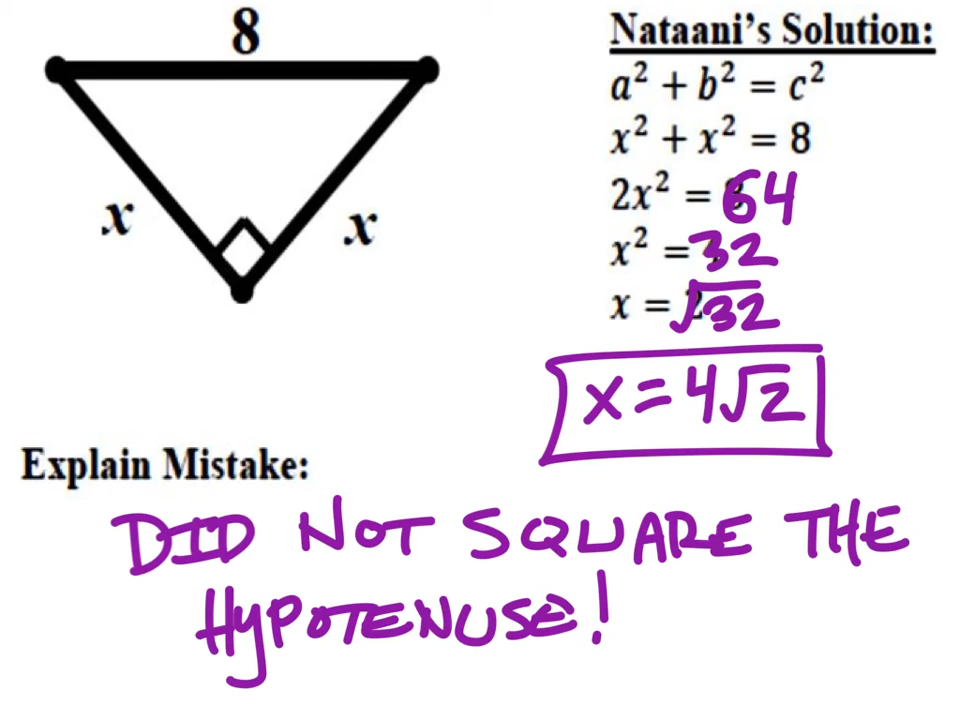 8
x
x
Nataani's Solution:
a² + b² = c²
x² + x² = 8
2x² = 64
x² = 32
x = √32
x = 4√2
Explain Mistake:
DID NOT SQUARE THE
HYPOTENUSE!